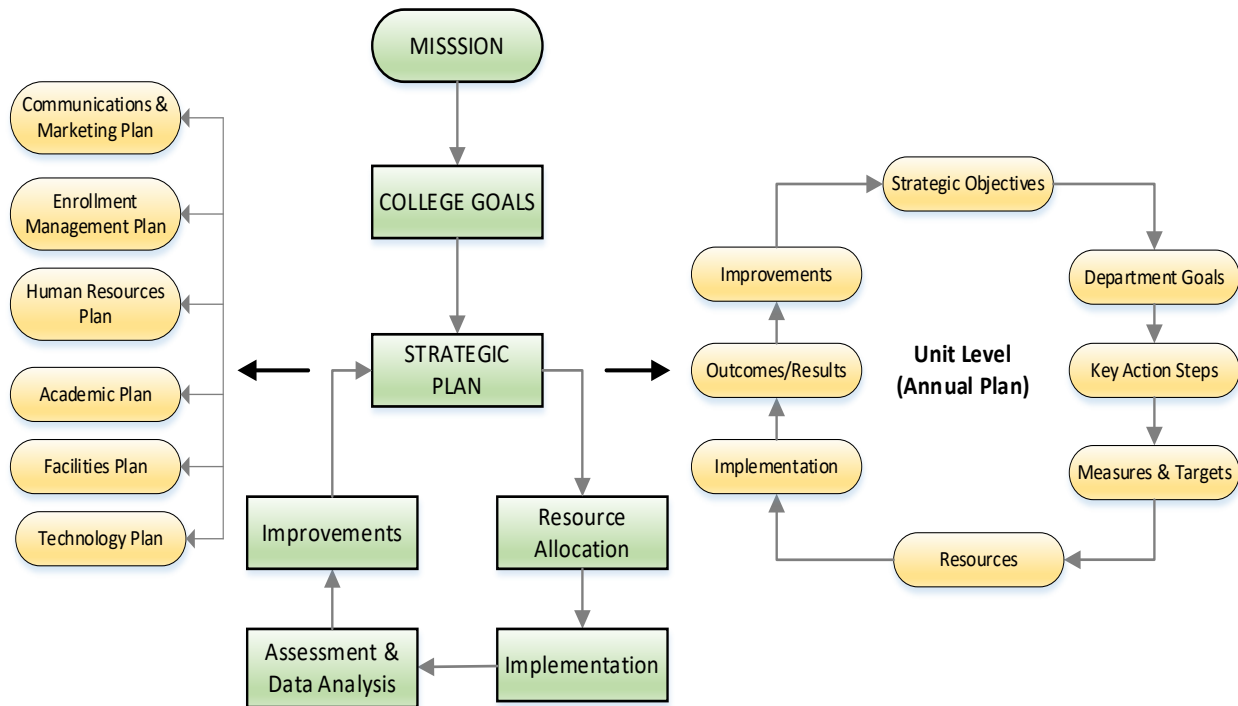 MISSSION
COLLEGE GOALS
STRATEGIC
PLAN
Resource
Allocation
Implementation
Assessment &
Data Analysis
Improvements
Communications &
Marketing Plan
Enrollment
Management Plan
Human Resources
Plan
Academic Plan
Facilities Plan
Technology Plan
Unit Level
(Annual Plan)
Strategic Objectives
Department Goals
Key Action Steps
Measures & Targets
Resources
Implementation
Outcomes/Results
Improvements